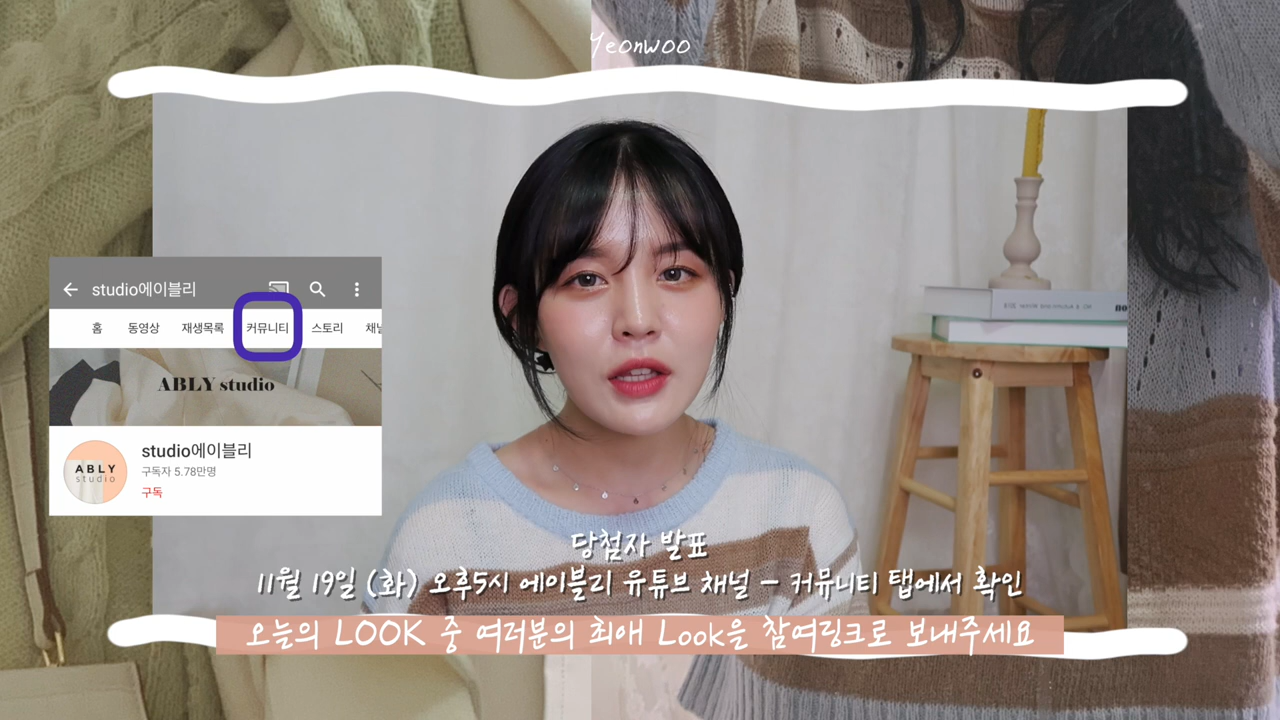 Yeonwoo
studio에이블리
홈 동영상 재생목록 커뮤니티 스토리 채널
ABLY studio
studio에이블리
구독자 5.78만명
구독
ABLY
studio
당첨자 발표
11월 19일 (화) 오후5시 에이블리 유튜브 채널 - 커뮤니티 탭에서 확인
오늘의 LOOK 중 여러분의 최애 Look을 참여링크로 보내주세요